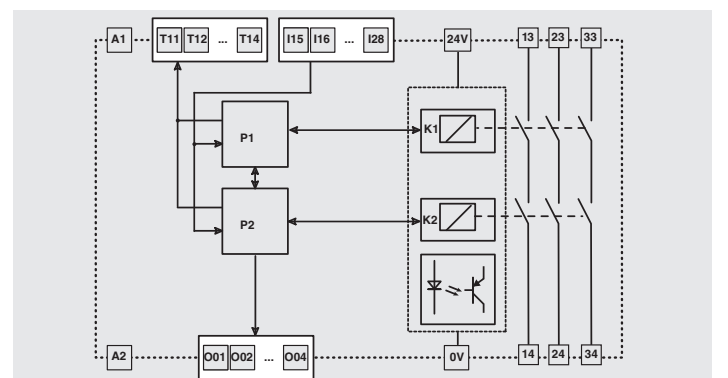 A1 T11 T12 ... T14 I15 I16 ... I28 24V 13 23 33
P1 K1
P2 K2
A2 O01 O02 ... O04 0V 14 24 34